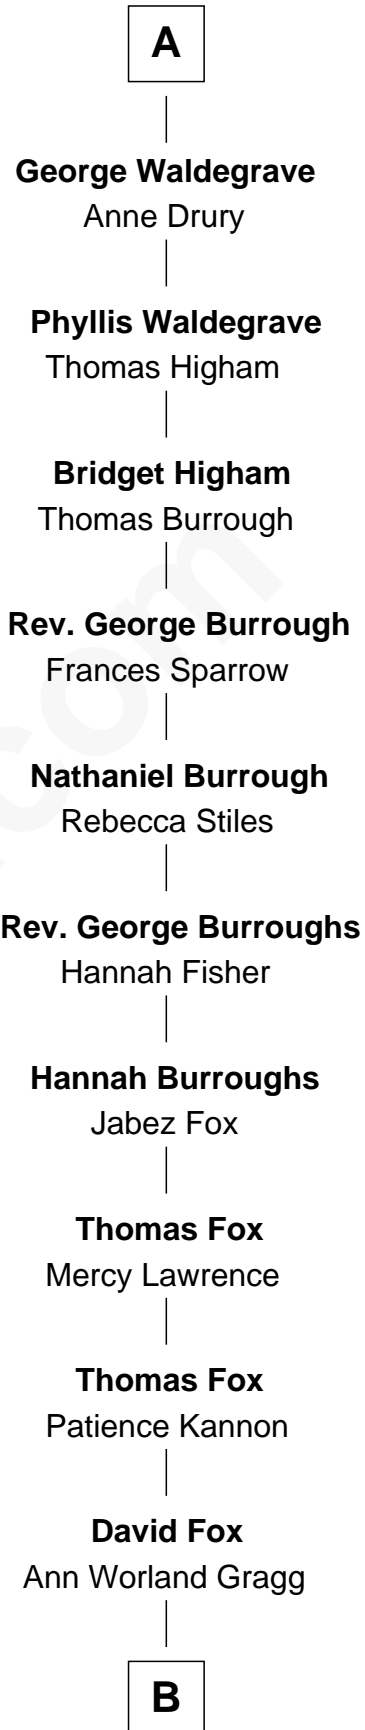 A
George Waldegrave
Anne Drury
Phyllis Waldegrave
Thomas Higham
Bridget Higham
Thomas Burrough
Rev. George Burrough
Frances Sparrow
Nathaniel Burrough
Rebecca Stiles
Rev. George Burroughs
Hannah Fisher
Hannah Burroughs
Jabez Fox
Thomas Fox
Mercy Lawrence
Thomas Fox
Patience Kannon
David Fox
Ann Worland Gragg
B